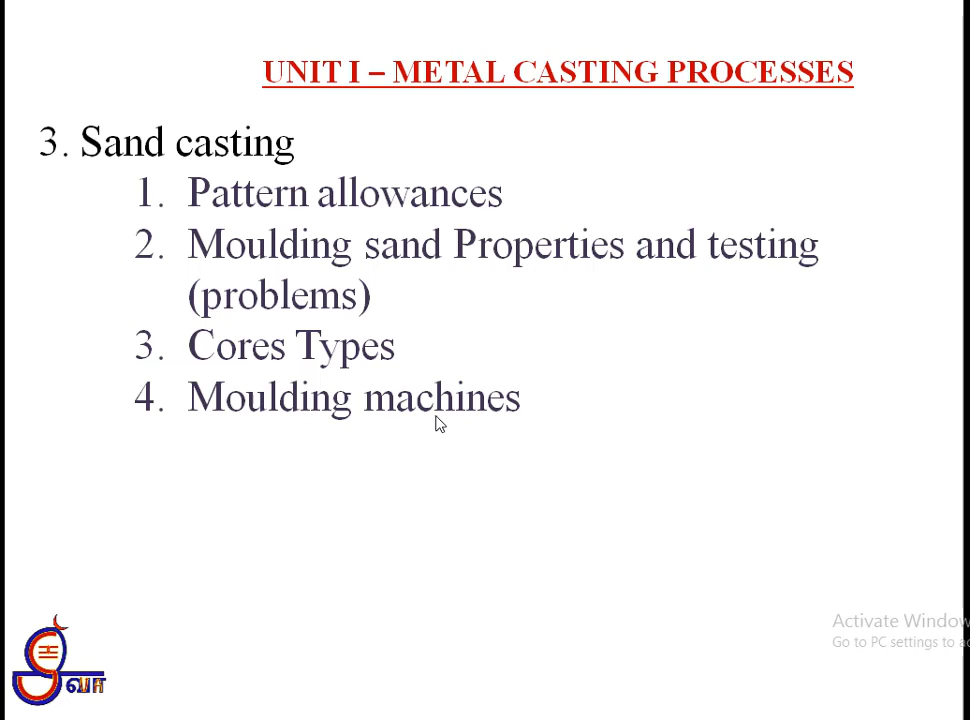 UNIT I – METAL CASTING PROCESSES
3. Sand casting
1. Pattern allowances
2. Moulding sand Properties and testing
(problems)
3. Cores Types
4. Moulding machines
Activate Window
Go to PC settings to a